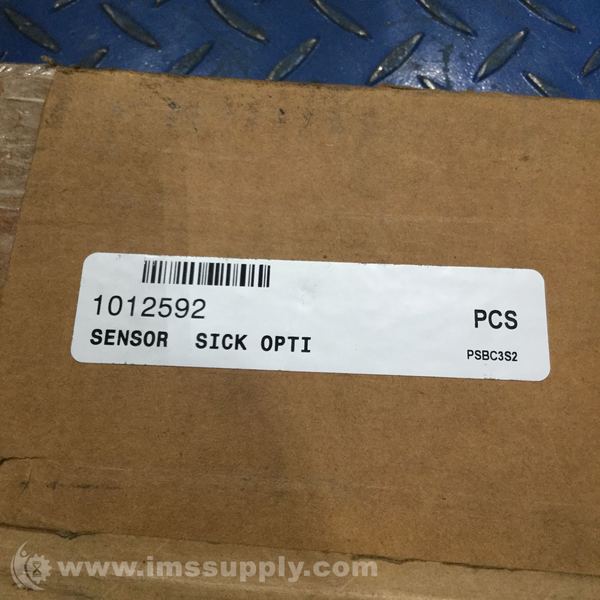 1012592
SENSOR SICK OPTI
PCS
PSBC3S2
www.imssupply.com